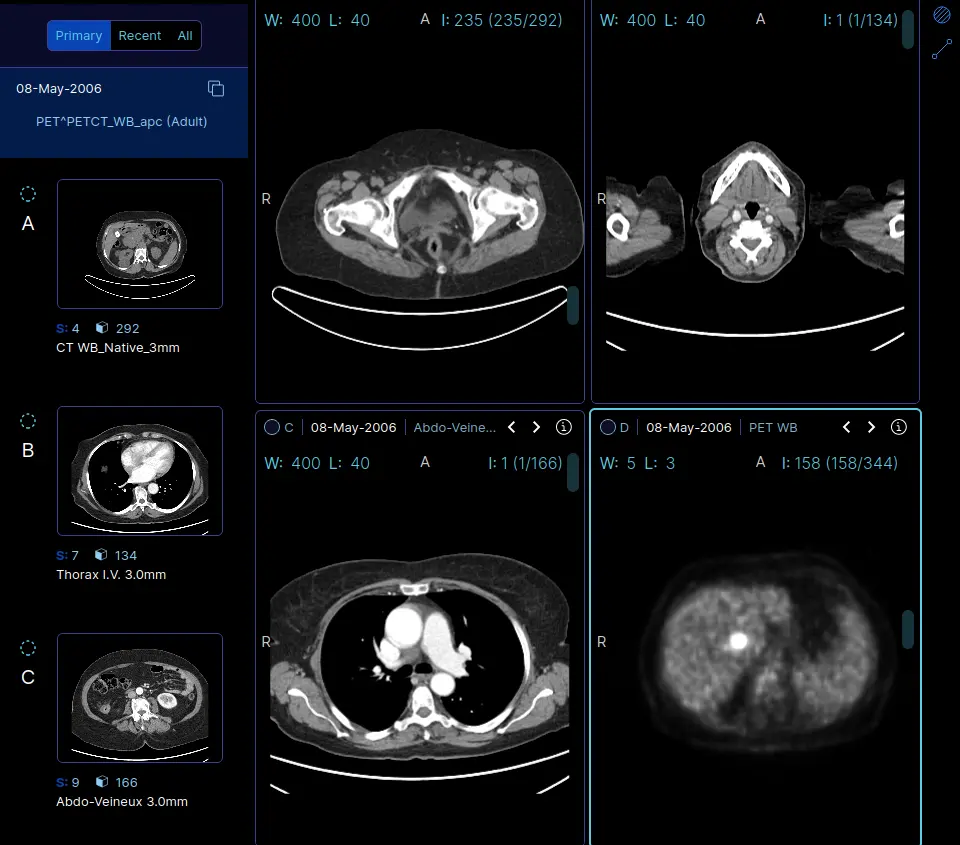 Primary Recent All
08-May-2006
PET^PETCT_WB_apc (Adult)
A
S: 4 292
CT WB_Native_3mm
B
S: 7 134
Thorax I.V. 3.0mm
C
S: 9 166
Abdo-Veineux 3.0mm
W: 400 L: 40 A I: 235 (235/292)
R
W: 400 L: 40 A I: 1 (1/134)
R
C 08-May-2006 Abdo-Veine...
W: 400 L: 40 A I: 1 (1/166)
R
D 08-May-2006 PET WB
W: 5 L: 3 A I: 158 (158/344)
R